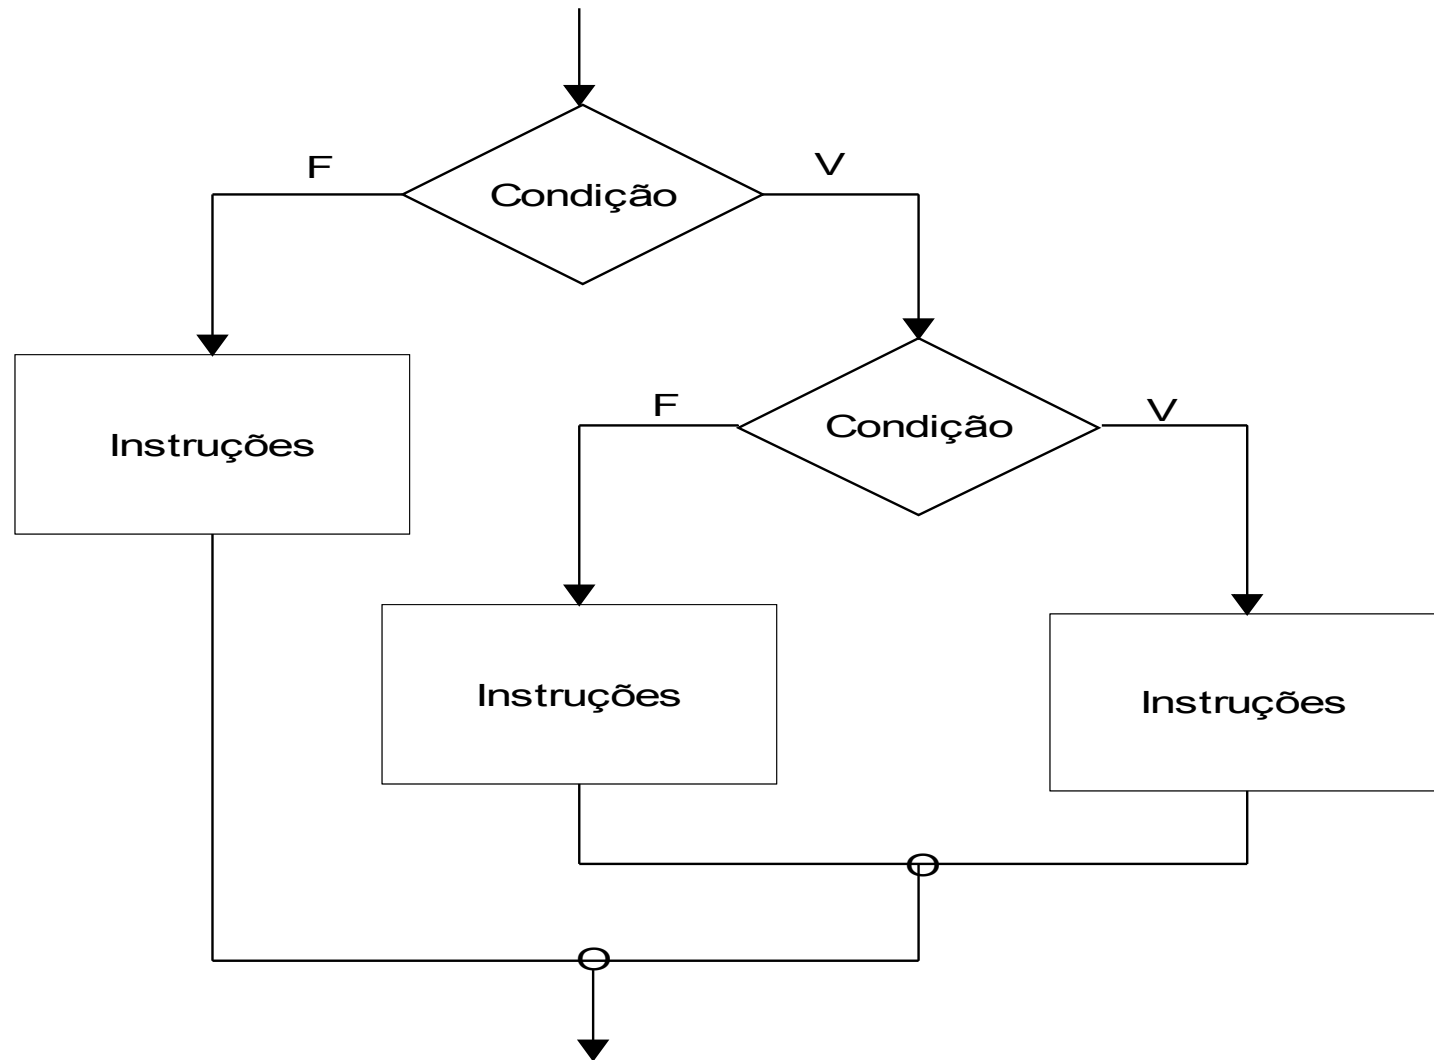 F
V
Condição
F
V
Condição
Instruções
Instruções
Instruções